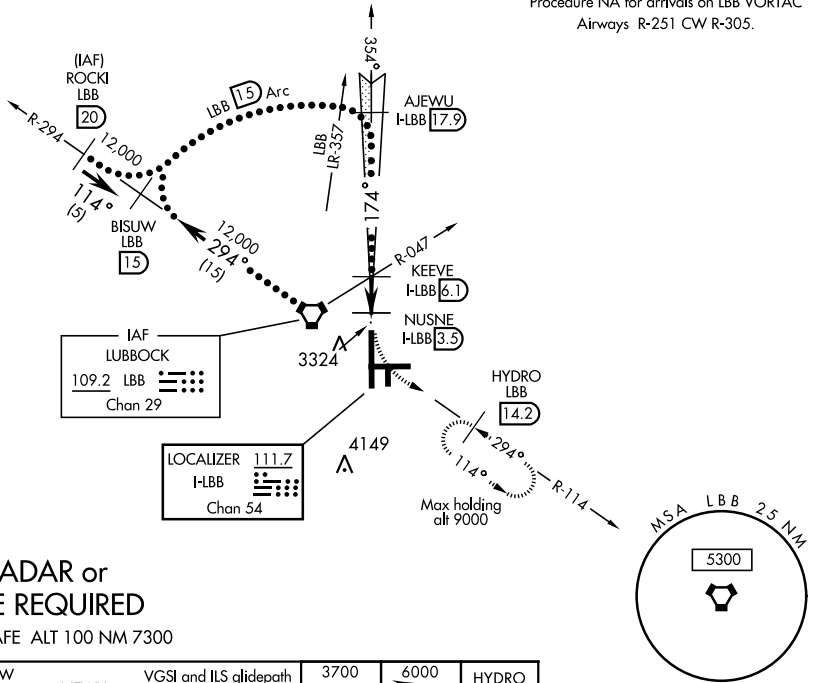 Procedure NA for arrivals on LBB VORTAC
Airways R-251 CW R-305.
(IAF)
ROCKI
LBB
20
R-294
12,000
114°
(5)
BISUW
LBB
15
LBB 15 Arc
LBB
LR-357
354°
AJEWU
I-LBB 17.9
174°
12,000
294°
(15)
R-047
KEEVE
I-LBB 6.1
NUSNE
I-LBB 3.5
3324
IAF
LUBBOCK
109.2 LBB
Chan 29
HYDRO
LBB
14.2
294°
114°
R-114
LOCALIZER 111.7
I-LBB
Chan 54
4149
Max holding
alt 9000
MSA LBB 25 NM
5300
ADAR or
E REQUIRED
AFE ALT 100 NM 7300
VGSI and ILS glidepath
3700
6000
HYDRO